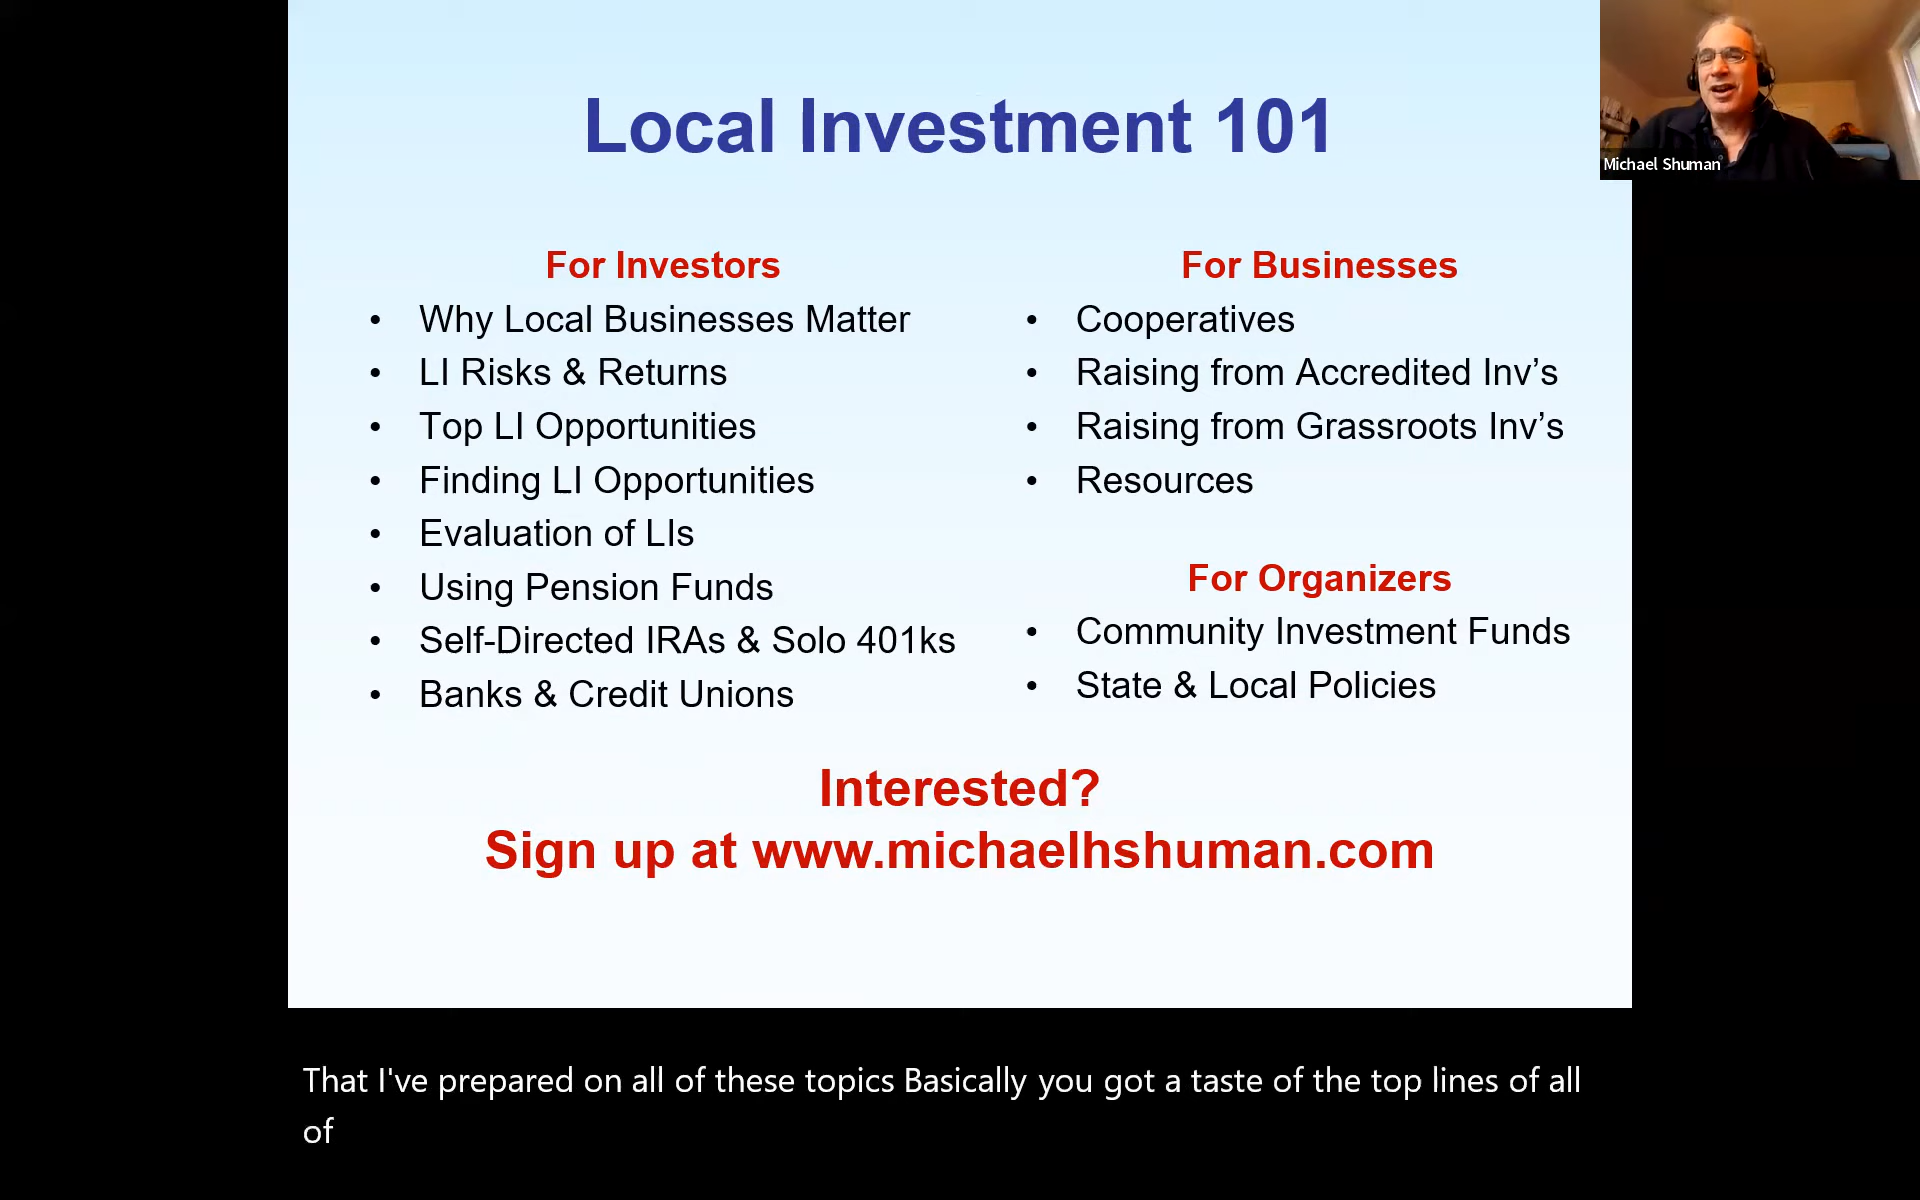 Local Investment 101
Michael Shuman
For Investors
• Why Local Businesses Matter
• LI Risks & Returns
• Top LI Opportunities
• Finding LI Opportunities
• Evaluation of LIs
• Using Pension Funds
• Self-Directed IRAs & Solo 401ks
• Banks & Credit Unions
For Businesses
• Cooperatives
• Raising from Accredited Inv’s
• Raising from Grassroots Inv’s
• Resources
For Organizers
• Community Investment Funds
• State & Local Policies
Interested?
Sign up at www.michaelhshuman.com
That I've prepared on all of these topics Basically you got a taste of the top lines of all
of